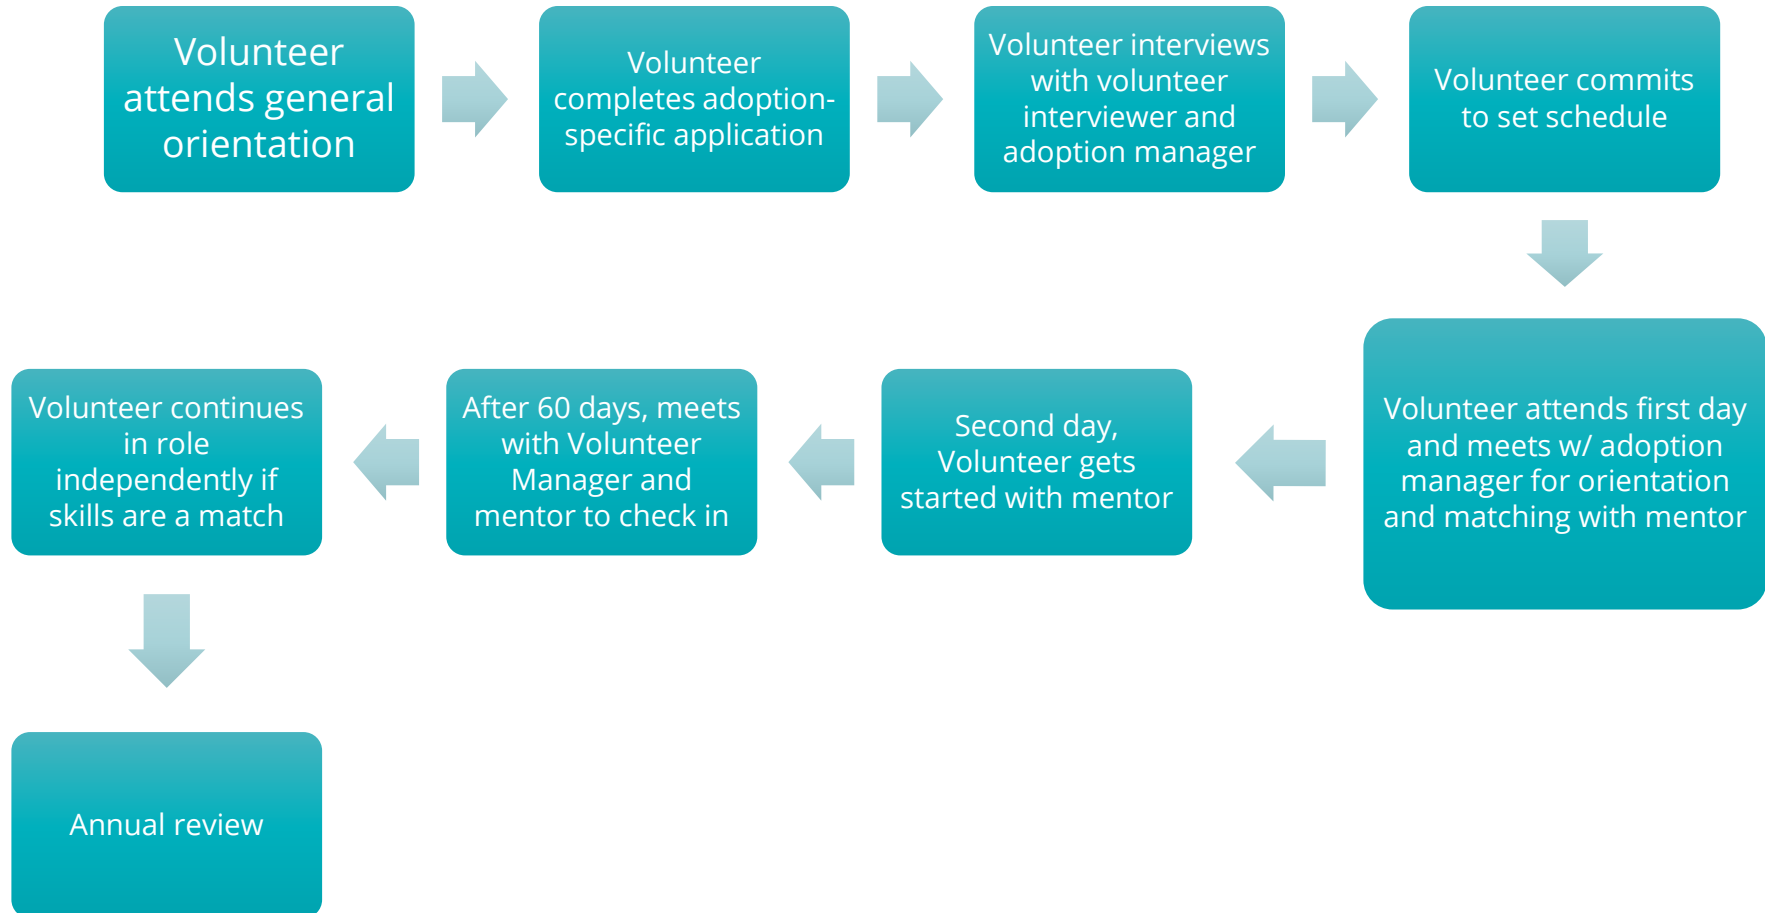 Volunteer
attends general
orientation
Volunteer
completes adoption-
specific application
Volunteer interviews
with volunteer
interviewer and
adoption manager
Volunteer commits
to set schedule
Volunteer attends first day
and meets w/ adoption
manager for orientation
and matching with mentor
Second day,
Volunteer gets
started with mentor
After 60 days, meets
with Volunteer
Manager and
mentor to check in
Volunteer continues
in role
independently if
skills are a match
Annual review